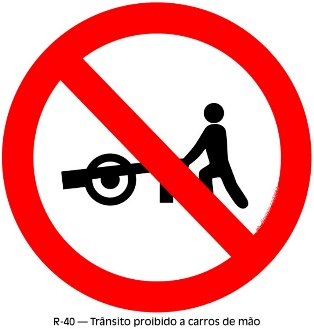 R-40 — Trânsito proibido a carros de mão